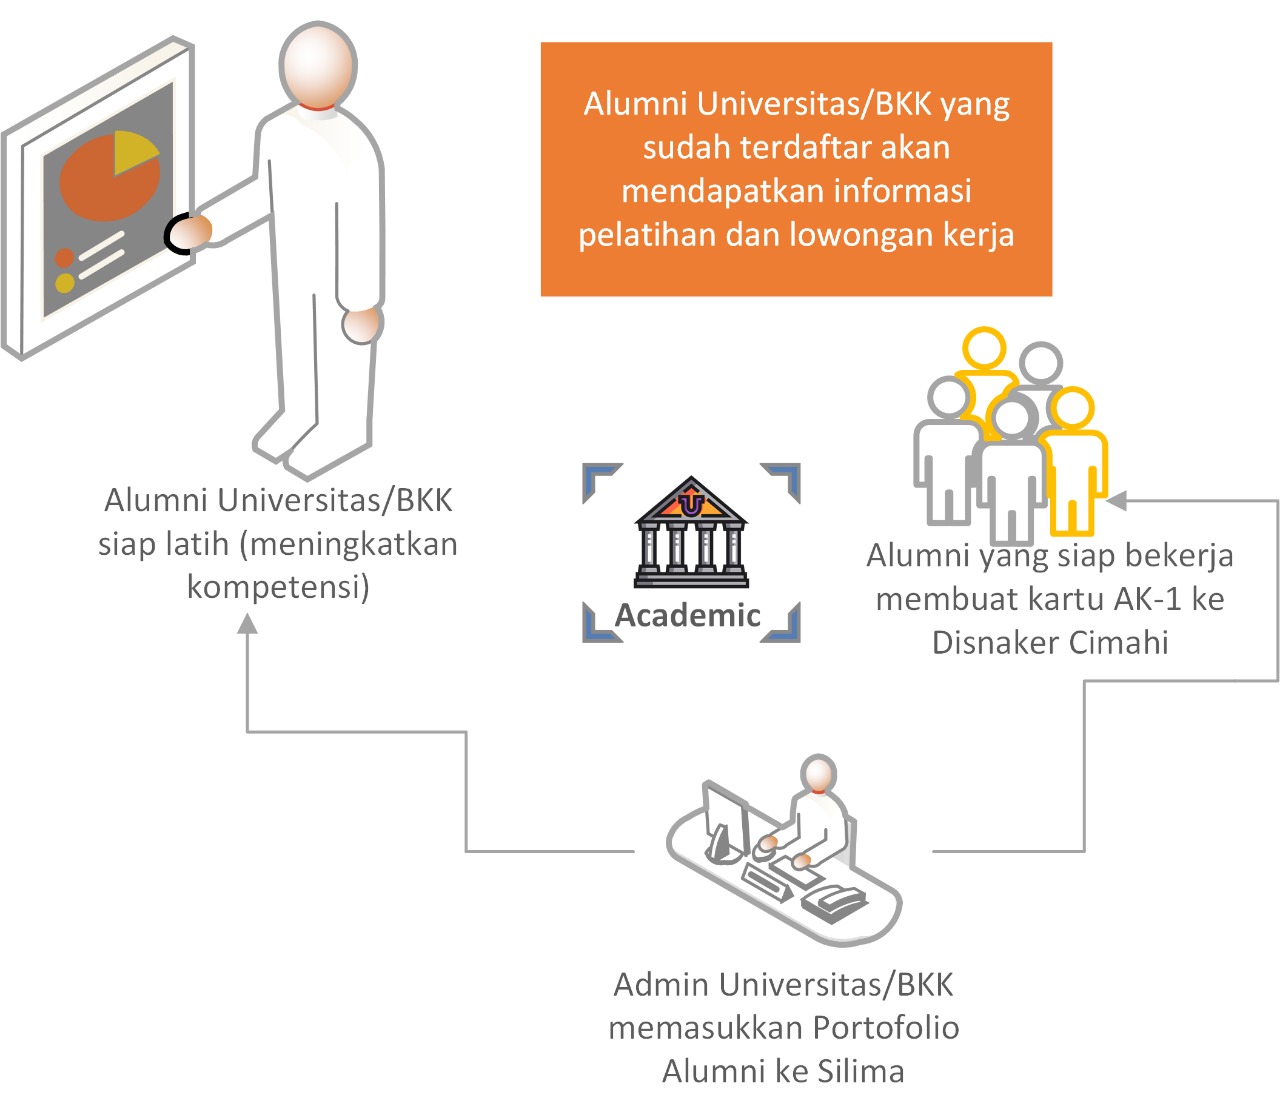 Alumni Universitas/BKK yang
sudah terdaftar akan
mendapatkan informasi
pelatihan dan lowongan kerja
Alumni Universitas/BKK
siap latih (meningkatkan
kompetensi)
U
Academic
Alumni yang siap bekerja
membuat kartu AK-1 ke
Disnaker Cimahi
Admin Universitas/BKK
memasukkan Portofolio
Alumni ke Silima